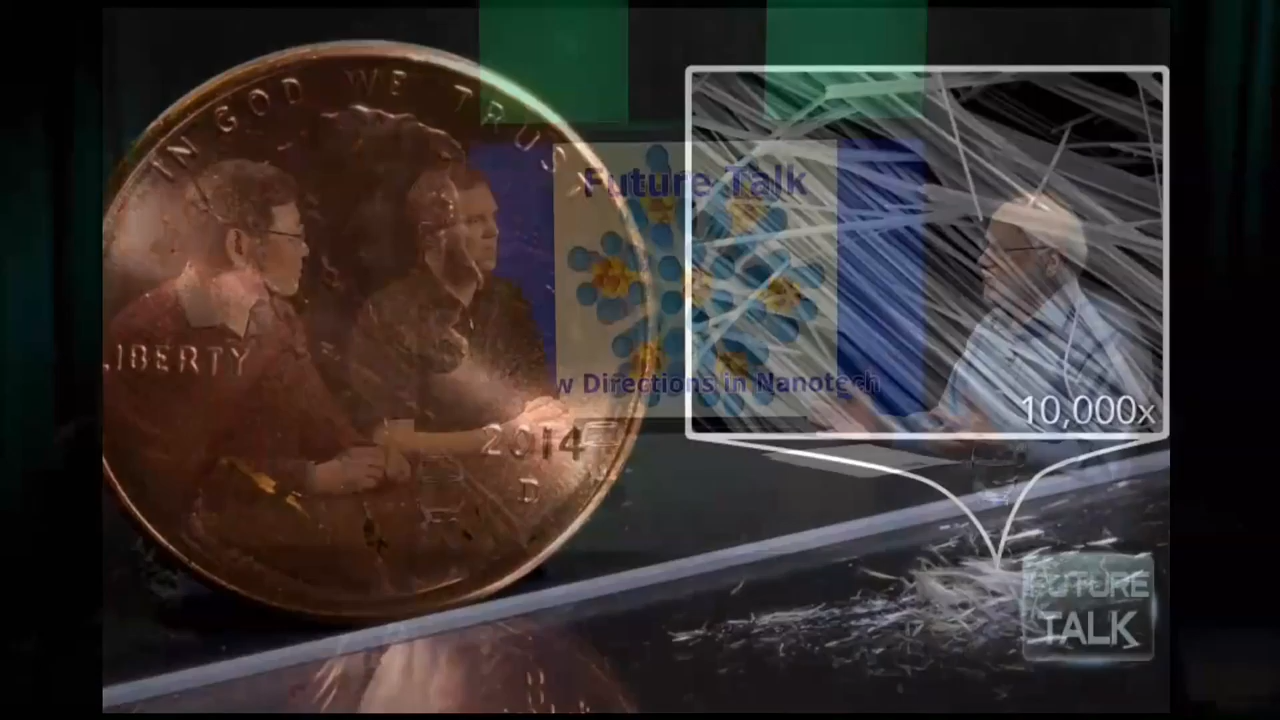 IN GOD WE TRUST
LIBERTY
2014
D
Future Talk
w Directions in Nanotech
10,000x
FUTURE
TALK